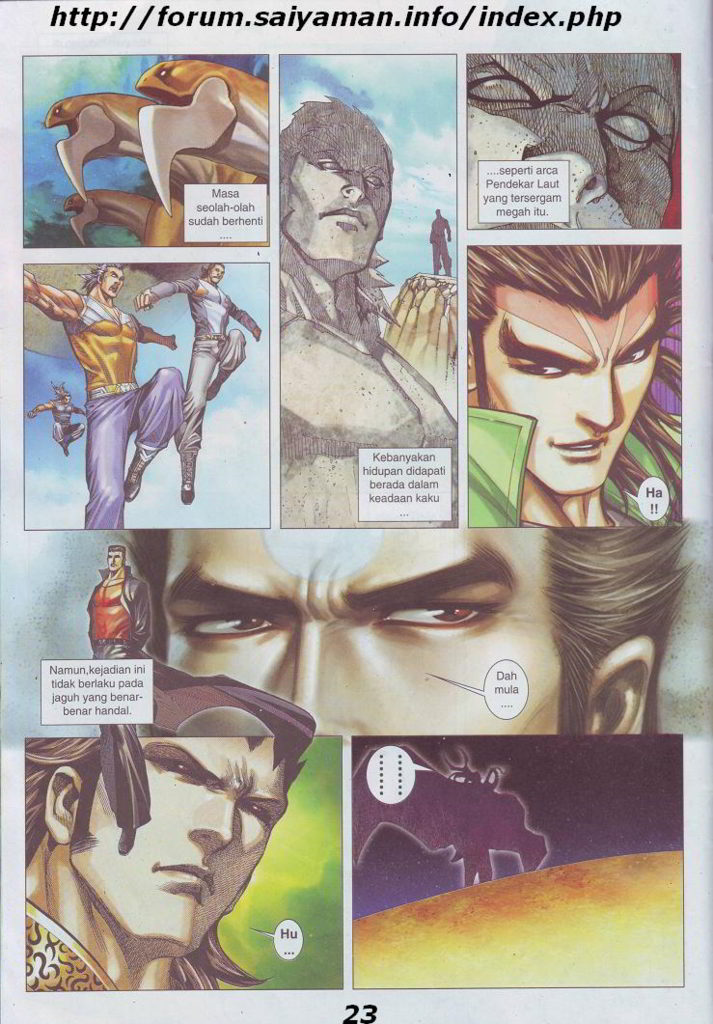 http://forum.saiyaman.info/index.php
Masa
seolah-olah
sudah berhenti
....
Kebanyakan
hidupan didapati
berada dalam
keadaan kaku
...
....seperti arca
Pendekar Laut
yang tersergam
megah itu.
Ha
!!
Namun,kejadian ini
tidak berlaku pada
jaguh yang benar-
benar handal.
Dah
mula
....
Hu
...
23